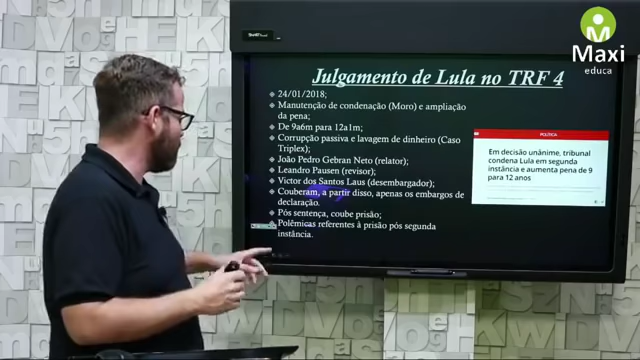 Maxi
educa
Julgamento de Lula no TRF 4
24/01/2018;
Manutenção de condenação (Moro) e ampliação
da pena;
De 9a6m para 12a1m;
Corrupção passiva e lavagem de dinheiro (Caso
Triplex);
João Pedro Gebran Neto (relator);
Leandro Pausen (revisor);
Victor dos Santos Laus (desembargador);
Couberam, a partir disso, apenas os embargos de
declaração.
Pós sentença, coube prisão;
Polêmicas referentes à prisão pós segunda
instância.
POLÍTICA
Em decisão unânime, tribunal
condena Lula em segunda
instância e aumenta pena de 9
para 12 anos